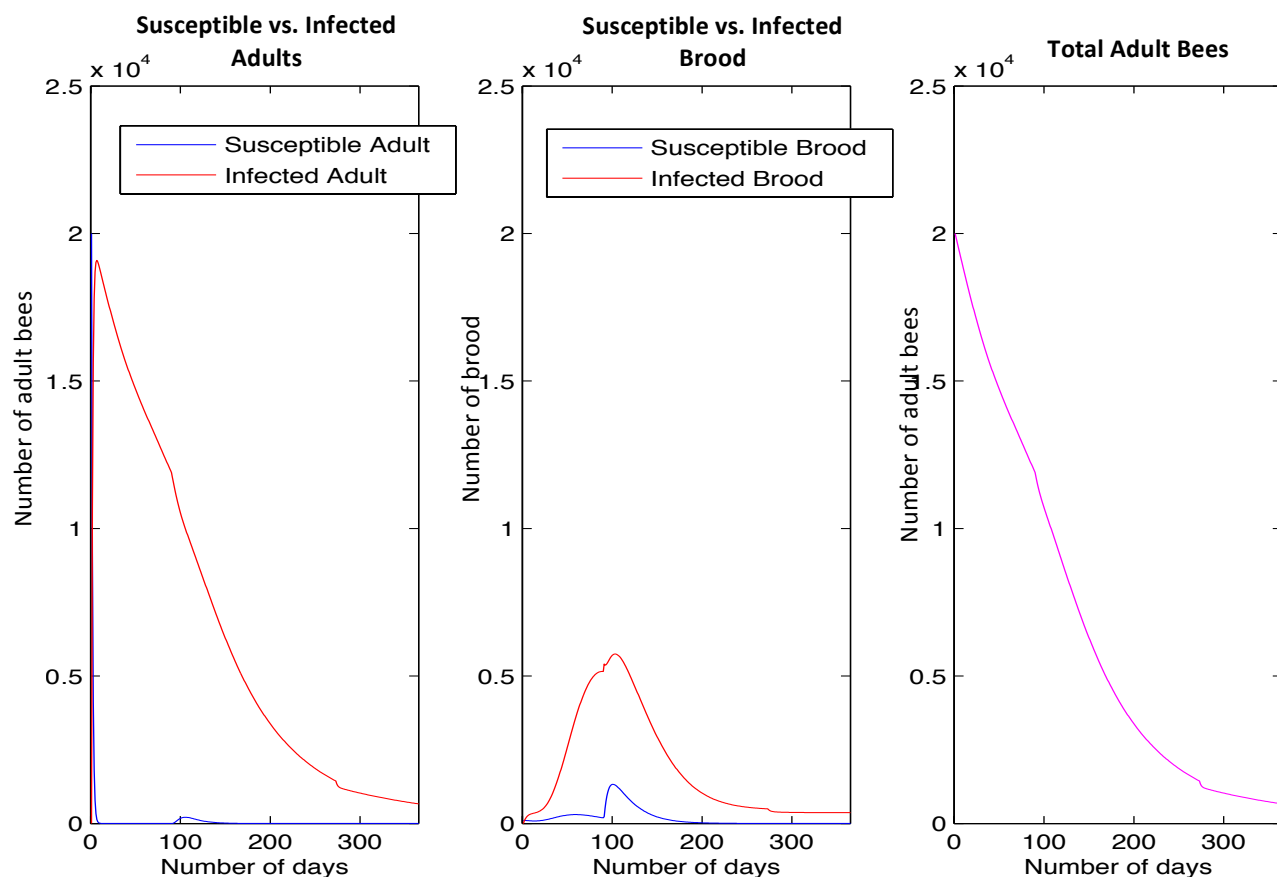 Susceptible vs. Infected
Adults
x 10^4
2.5
2
1.5
1
0.5
0
0 100 200 300
Number of days
Number of adult bees
Susceptible Adult
Infected Adult
Susceptible vs. Infected
Brood
x 10^4
2.5
2
1.5
1
0.5
0
0 100 200 300
Number of days
Number of brood
Susceptible Brood
Infected Brood
Total Adult Bees
x 10^4
2.5
2
1.5
1
0.5
0
0 100 200 300
Number of days
Number of adult bees